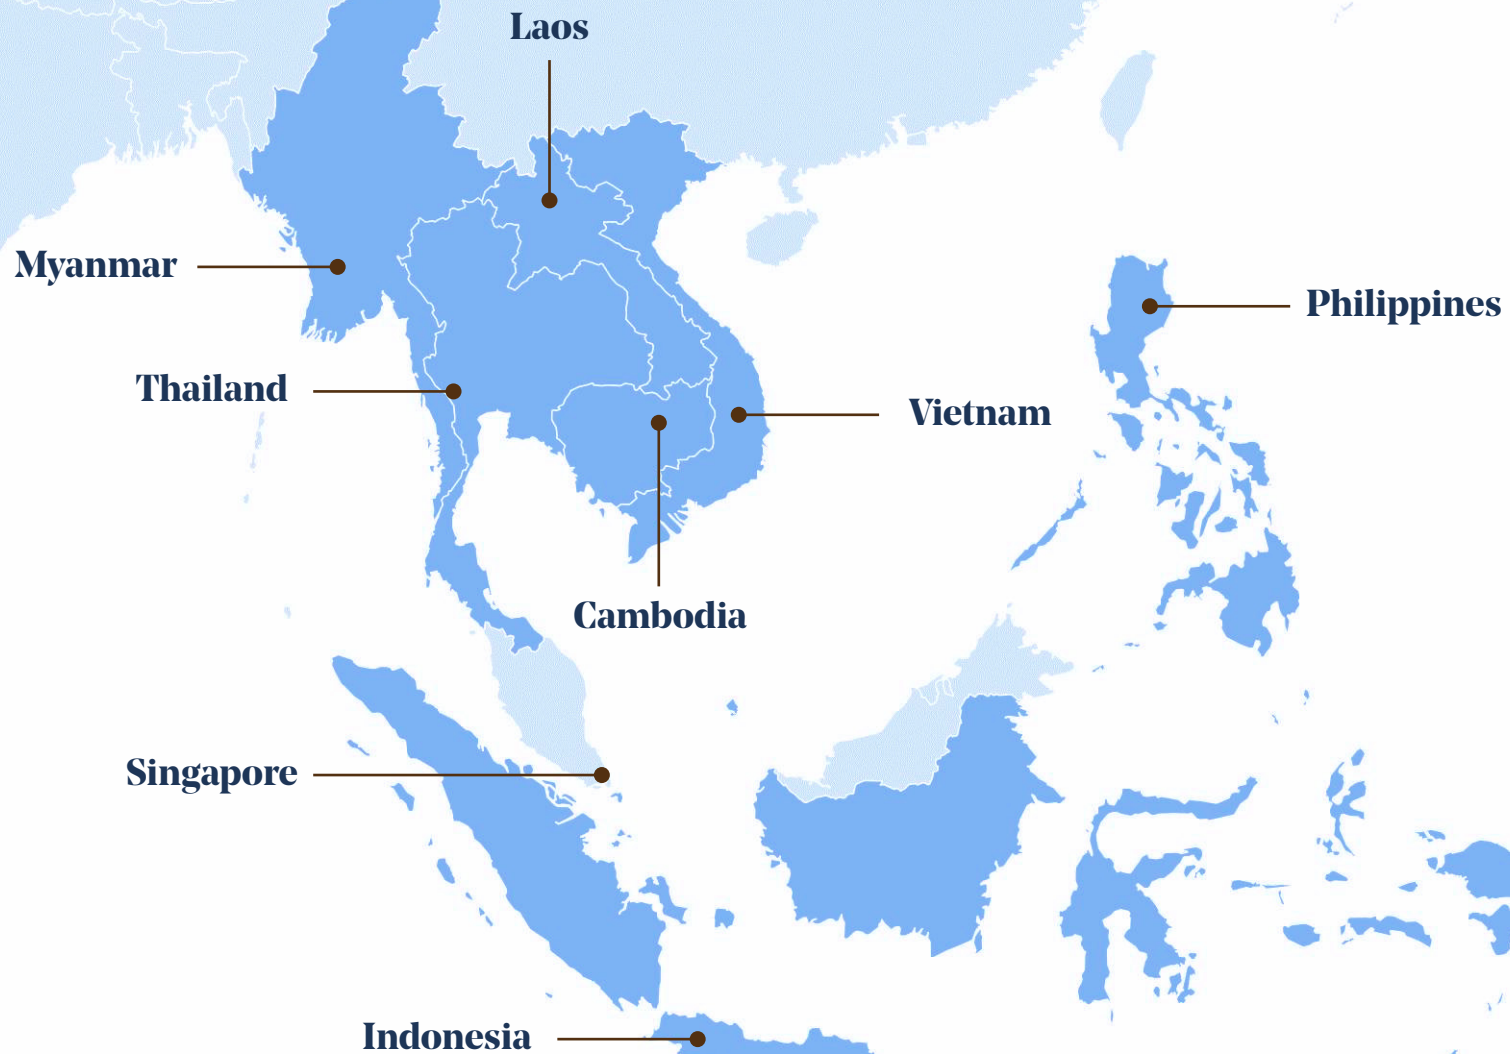 Laos
Myanmar
Philippines
Thailand
Vietnam
Cambodia
Singapore
Indonesia